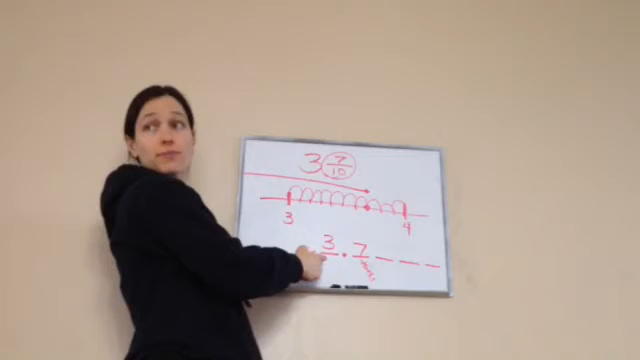 3 7/10
3 4
3 . 7 _ _ _